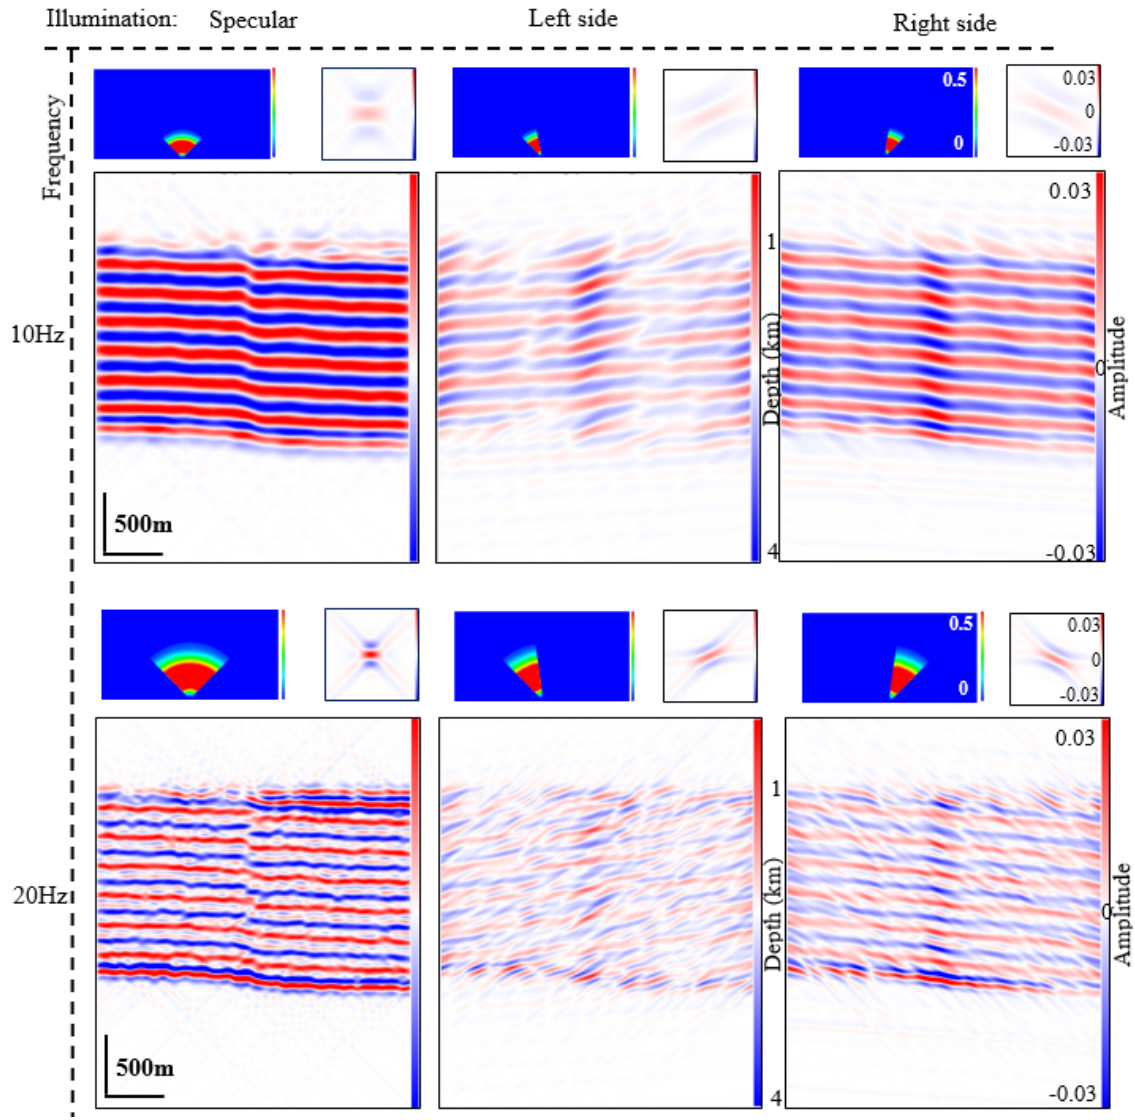 Illumination: Specular Left side Right side
Frequency
0.5
0
0.03
0
-0.03
10Hz
500m
1
Depth (km)
4
0.03
0
-0.03
Amplitude
0.5
0
0.03
0
-0.03
20Hz
500m
1
Depth (km)
4
0.03
0
-0.03
Amplitude